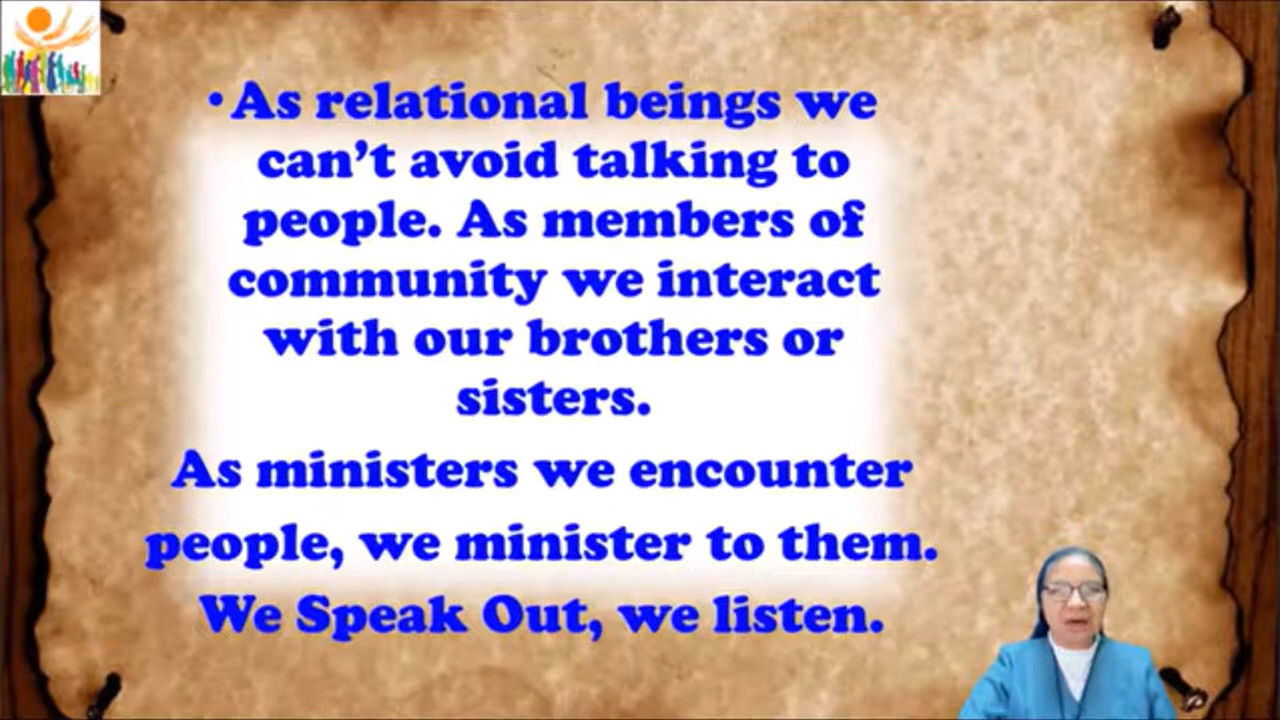 • As relational beings we
can't avoid talking to
people. As members of
community we interact
with our brothers or
sisters.
As ministers we encounter
people, we minister to them.
We Speak Out, we listen.